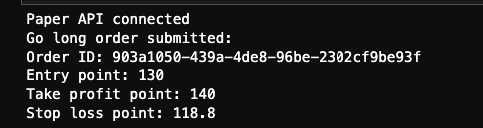 Paper API connected
Go long order submitted:
Order ID: 903a1050-439a-4de8-96be-2302cf9be93f
Entry point: 130
Take profit point: 140
Stop loss point: 118.8